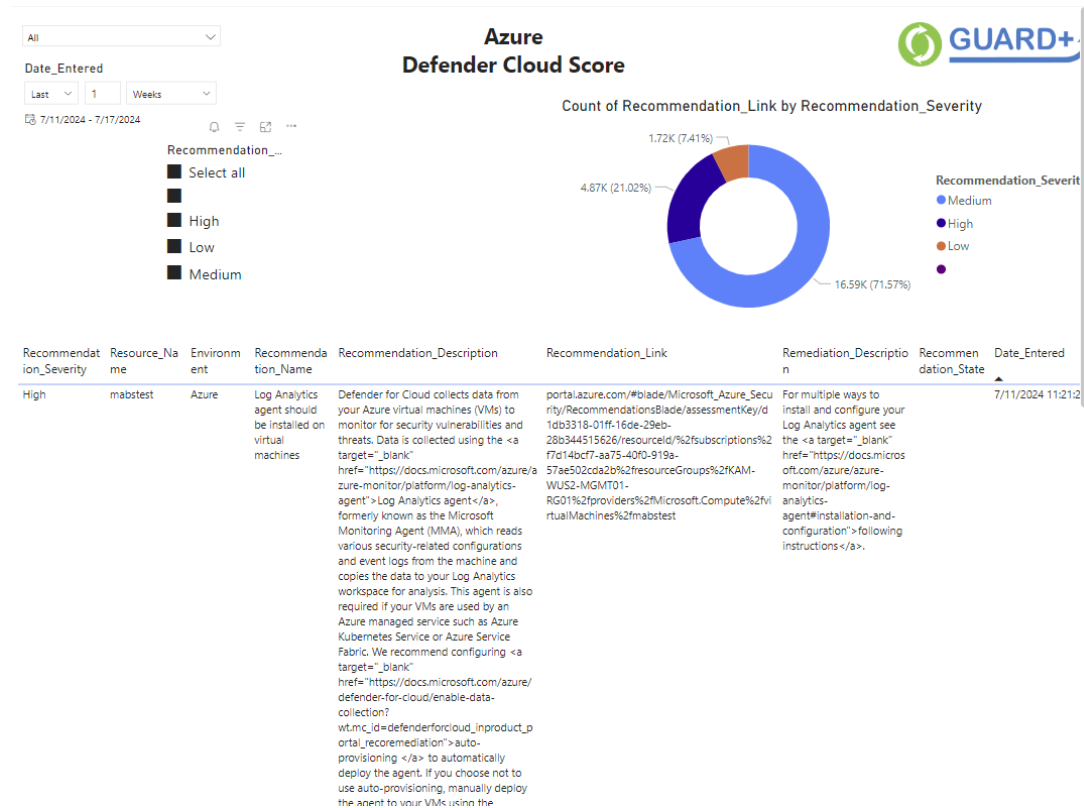 All
Azure
Defender Cloud Score
GUARD+
Date_Entered
Last 1 Weeks
7/11/2024 - 7/17/2024
Recommendation_...
Select all
High
Low
Medium
Count of Recommendation_Link by Recommendation_Severity
1.72K (7.41%)
4.87K (21.02%)
16.59K (71.57%)
Recommendation_Severit
Medium
High
Low
Recommendat
ion_Severity
Resource_Na
me
Environm
ent
Recommenda
tion_Name
Recommendation_Description
Recommendation_Link
Remediation_Descriptio
n
Recommen
dation_State
Date_Entered
High
mabstest
Azure
Log Analytics
agent should
be installed on
virtual
machines
Defender for Cloud collects data from
your Azure virtual machines (VMs) to
monitor for security vulnerabilities and
threats. Data is collected using the <a
target="_blank"
href="https://docs.microsoft.com/azure/a
zure-monitor/platform/log-analytics-
agent">Log Analytics agent</a>,
formerly known as the Microsoft
Monitoring Agent (MMA), which reads
various security-related configurations
and event logs from the machine and
copies the data to your Log Analytics
workspace for analysis. This agent is also
required if your VMs are used by an
Azure managed service such as Azure
Kubernetes Service or Azure Service
Fabric. We recommend configuring <a
target="_blank"
href="https://docs.microsoft.com/azure/
defender-for-cloud/enable-data-
collection?
wt.mc_id=defenderforcloud_inproduct_p
ortal_recoremediation">auto-
provisioning </a> to automatically
deploy the agent. If you choose not to
use auto-provisioning, manually deploy
the agent to your VMs using the
portal.azure.com/#blade/Microsoft_Azure_Secu
rity/RecommendationsBlade/assessmentKey/d
1db3318-01ff-16de-29eb-
28b344515626/resourceId/%2fsubscriptions%2
f7d14bcf7-aa75-40f0-919a-
57ae502cda2b%2fresourceGroups%2fKAM-
WUS2-MGMT01-
RG01%2fproviders%2fMicrosoft.Compute%2fvi
rtualMachines%2fmabstest
For multiple ways to
install and configure your
Log Analytics agent see
the <a target="_blank"
href="https://docs.micros
oft.com/azure/azure-
monitor/platform/log-
analytics-
agent#installation-and-
configuration">following
instructions</a>.
7/11/2024 11:21:2